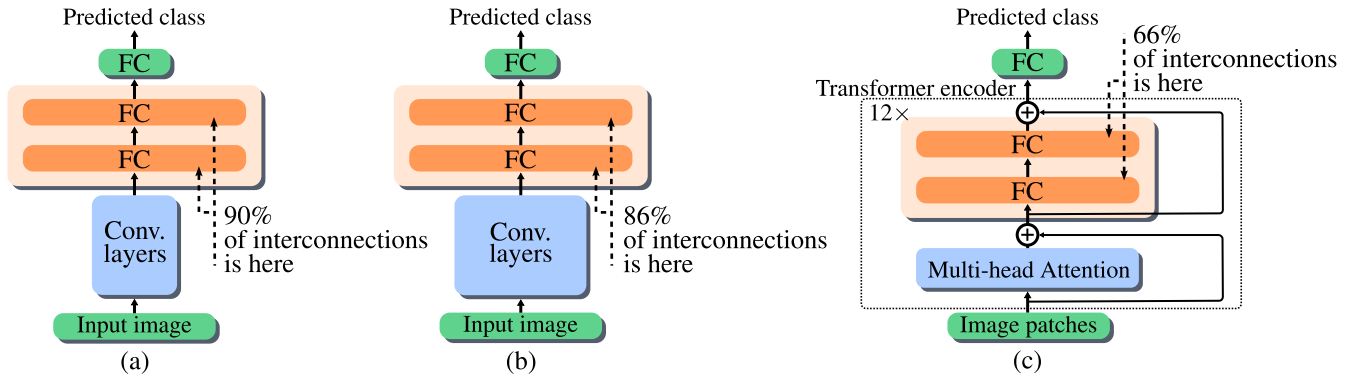 Predicted class
FC
FC
FC
Conv.
layers
90%
of interconnections
is here
Input image
(a)
Predicted class
FC
FC
FC
Conv.
layers
86%
of interconnections
is here
Input image
(b)
Predicted class
FC
66%
of interconnections
is here
Transformer encoder
12×
FC
FC
Multi-head Attention
Image patches
(c)